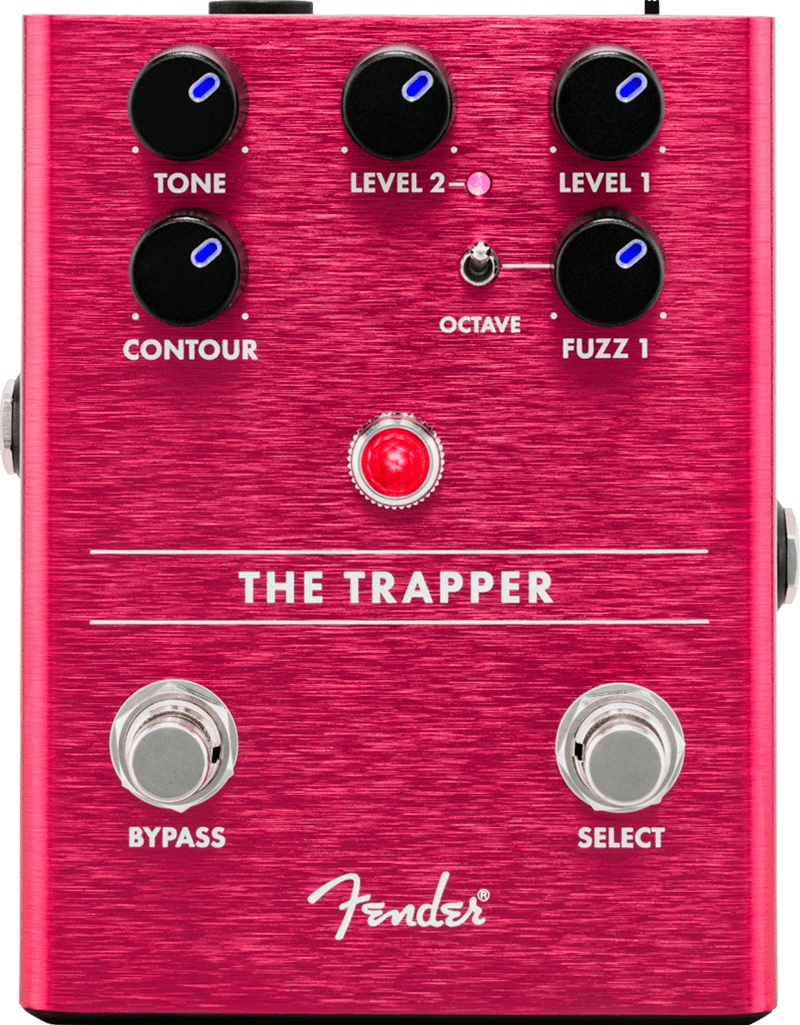 TONE
LEVEL 2
LEVEL 1
CONTOUR
OCTAVE
FUZZ 1
THE TRAPPER
BYPASS
SELECT
Fender®